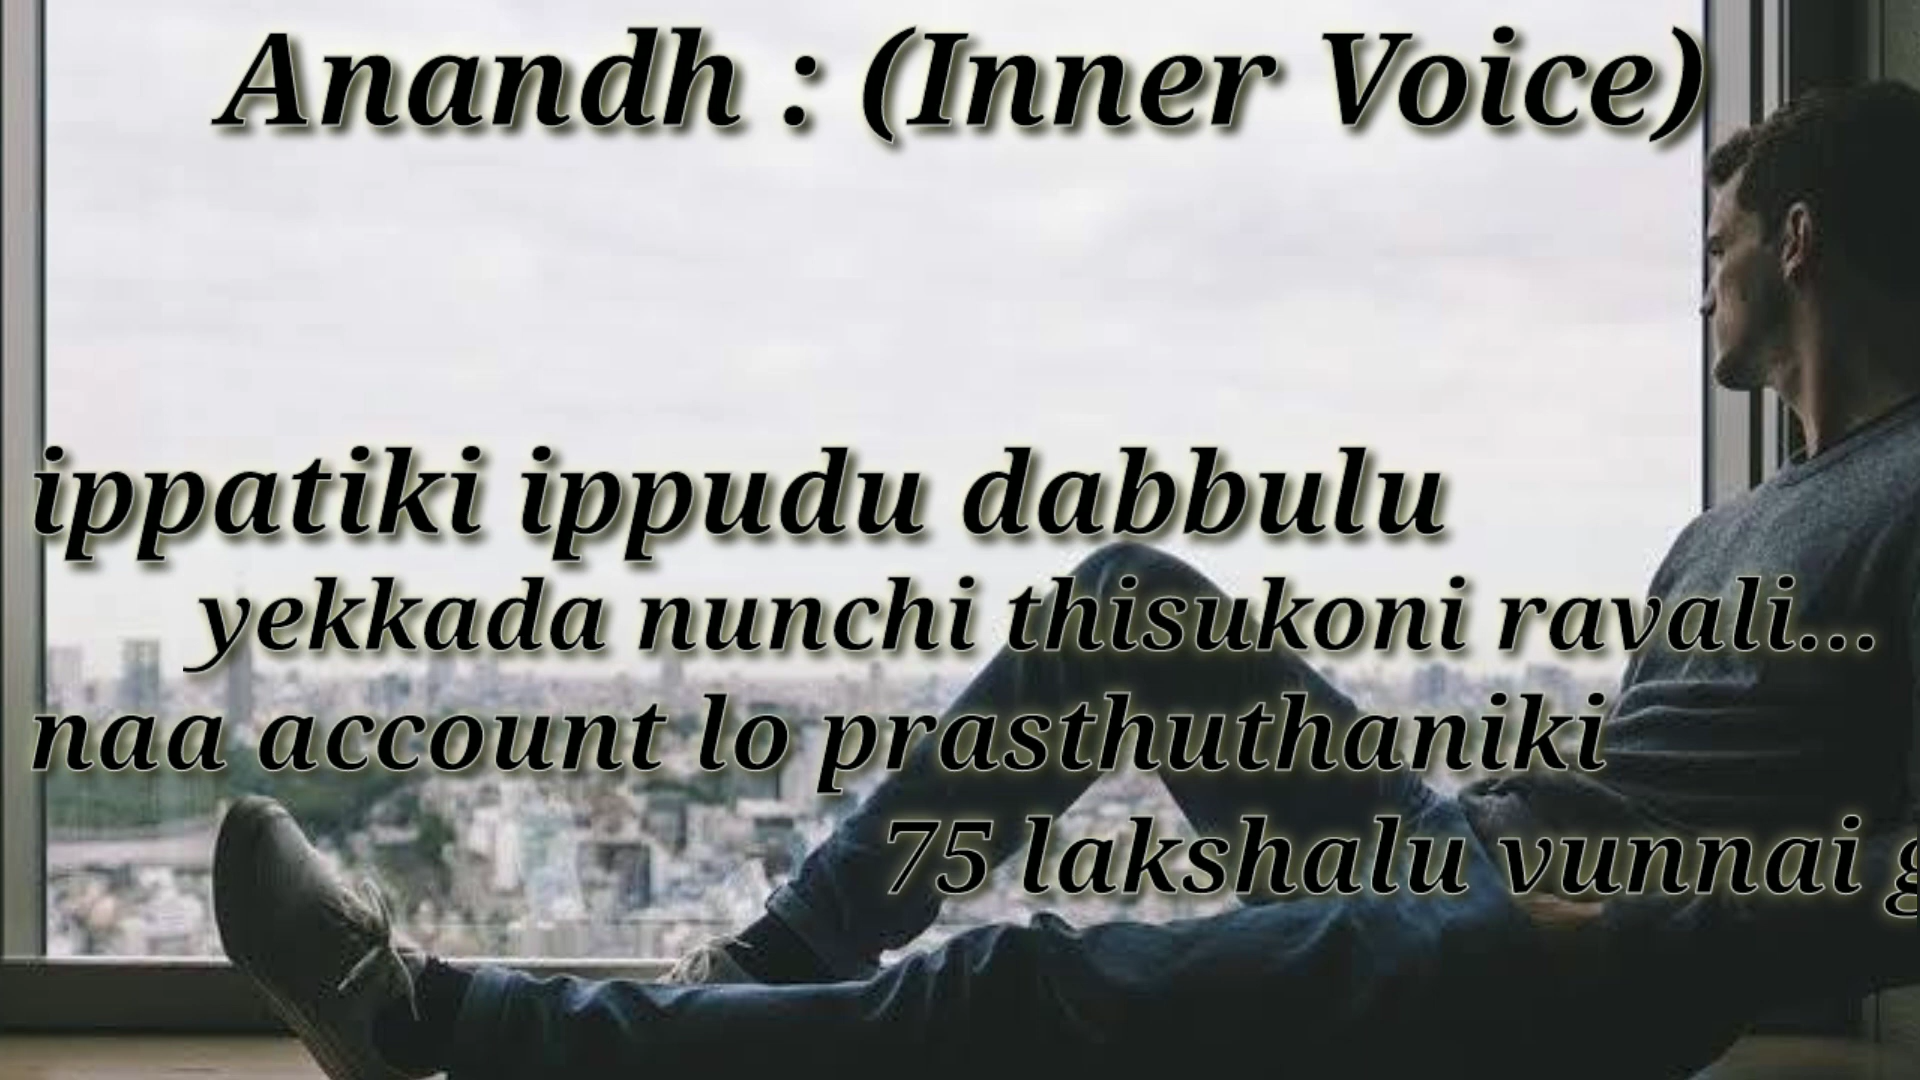 Anandh : (Inner Voice)
ippatiki ippudu dabbulu
yekkada nunchi thisukoni ravali...
naa account lo prasthuthaniki
75 lakshalu vunnai